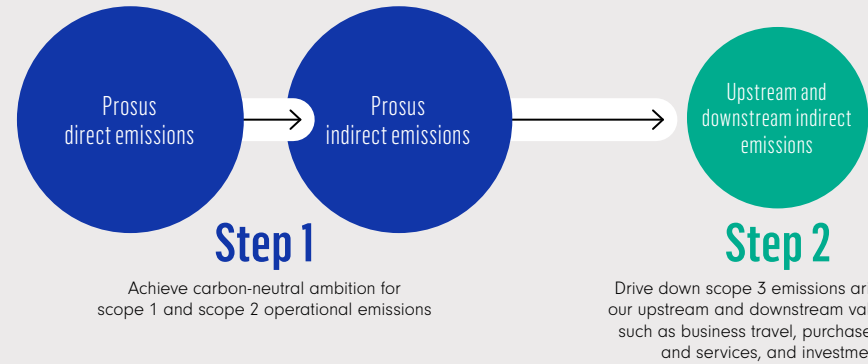 Prosus
direct emissions
Prosus
indirect emissions
Upstream and
downstream indirect
emissions
Step 1
Achieve carbon-neutral ambition for
scope 1 and scope 2 operational emissions
Step 2
Drive down scope 3 emissions
our upstream and downstream
such as business travel,
and services, and